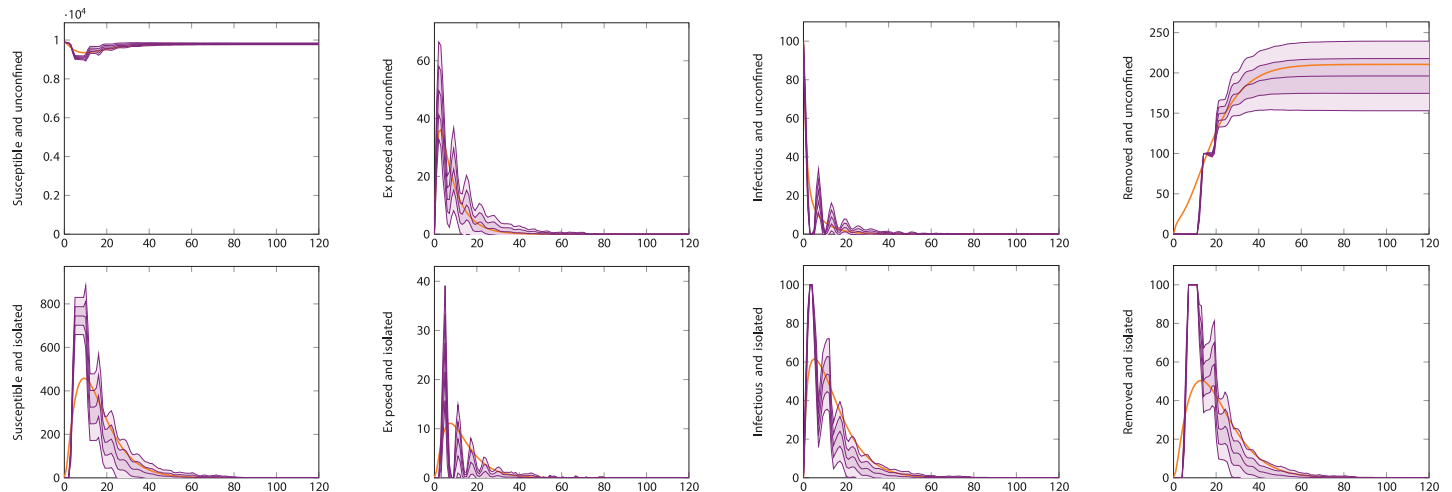 ·10⁴
Susceptible and unconfined
1
0.8
0.6
0.4
0.2
0
0 20 40 60 80 100 120
Ex posed and unconfined
60
40
20
0
0 20 40 60 80 100 120
Infectious and unconfined
100
80
60
40
20
0
0 20 40 60 80 100 120
Removed and unconfined
250
200
150
100
50
0
0 20 40 60 80 100 120
Susceptible and isolated
800
600
400
200
0
0 20 40 60 80 100 120
Ex posed and isolated
40
30
20
10
0
0 20 40 60 80 100 120
Infectious and isolated
100
80
60
40
20
0
0 20 40 60 80 100 120
Removed and isolated
100
80
60
40
20
0
0 20 40 60 80 100 120